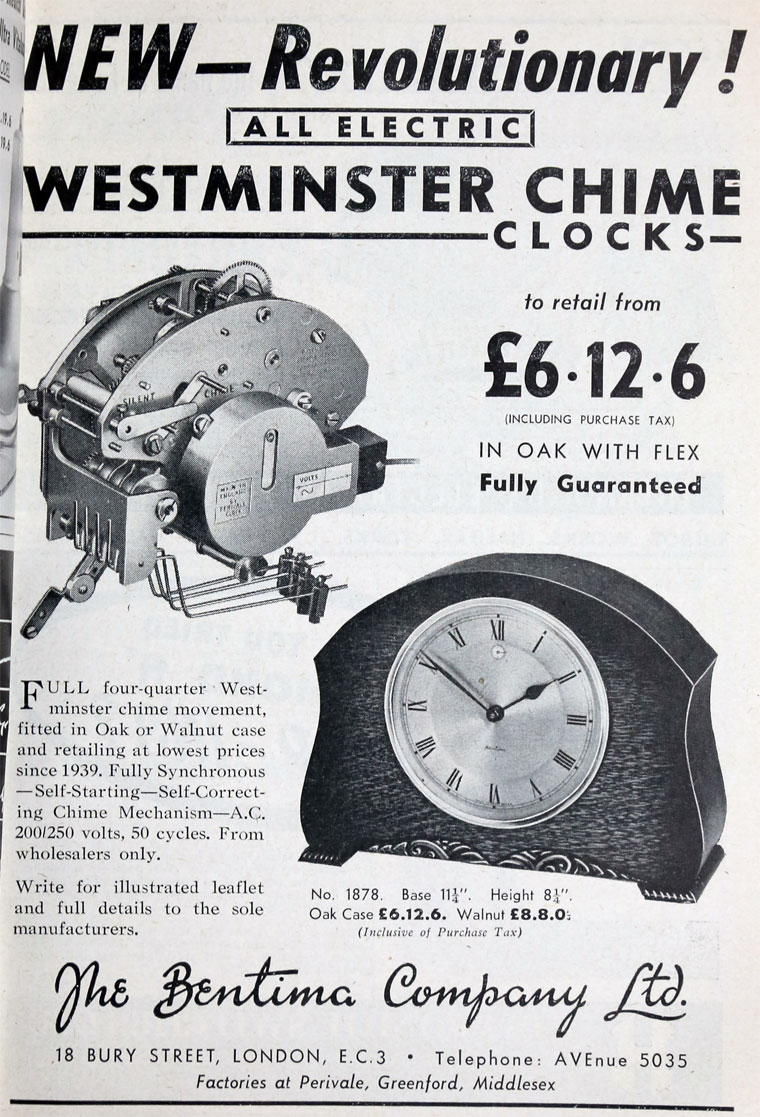 NEW—Revolutionary!
ALL ELECTRIC
WESTMINSTER CHIME
CLOCKS—
to retail from
£6·12·6
(INCLUDING PURCHASE TAX)
IN OAK WITH FLEX
Fully Guaranteed
SILENT
CHIME
VOLTS
FULL four-quarter West-
minster chime movement,
fitted in Oak or Walnut case
and retailing at lowest prices
since 1939. Fully Synchronous
—Self-Starting—Self-Correct-
ing Chime Mechanism—A.C.
200/250 volts, 50 cycles. From
wholesalers only.
Write for illustrated leaflet
and full details to the sole
manufacturers.
No. 1878. Base 11¼″. Height 8¼″.
Oak Case £6.12.6. Walnut £8.8.0.
(Inclusive of Purchase Tax)
The Bentima Company Ltd.
18 BURY STREET, LONDON, E.C.3 • Telephone: AVEnue 5035
Factories at Perivale, Greenford, Middlesex